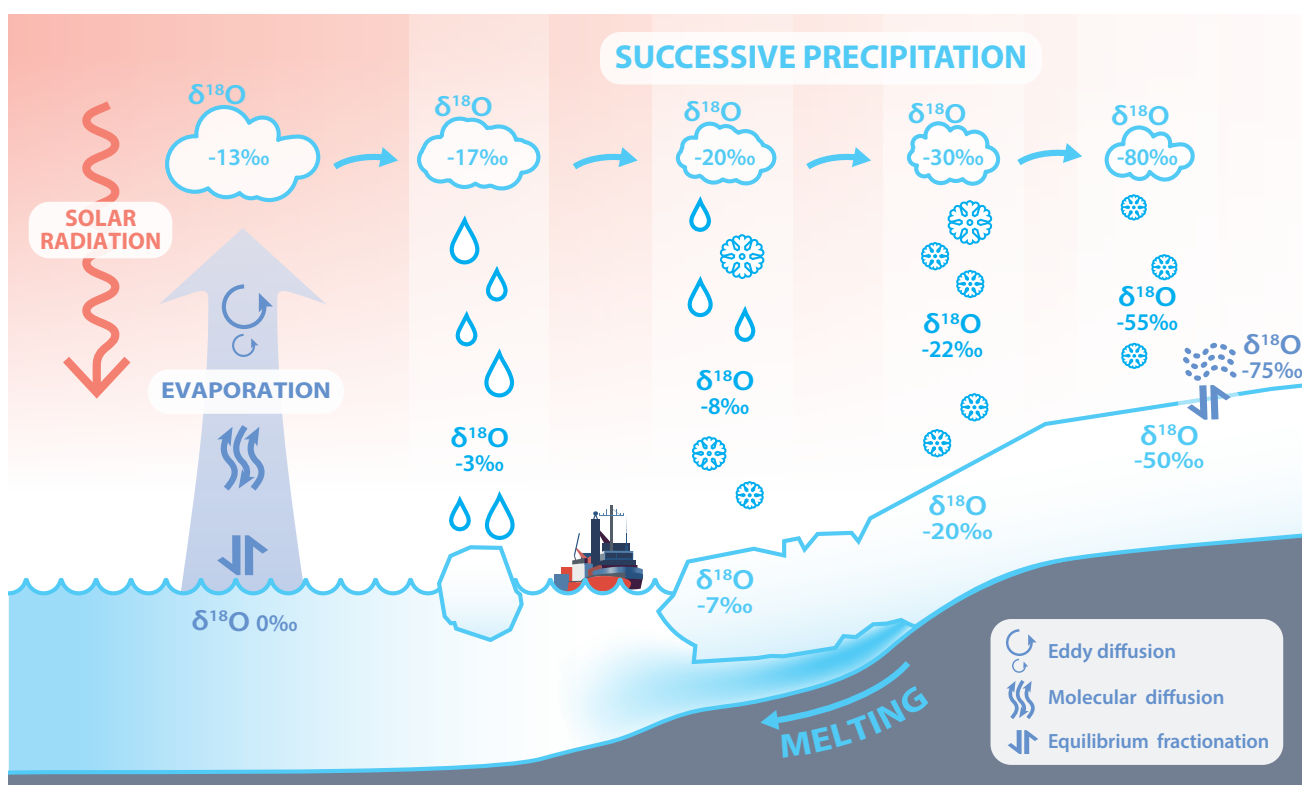 SUCCESSIVE PRECIPITATION
δ¹⁸O
-13‰
δ¹⁸O
-17‰
δ¹⁸O
-20‰
δ¹⁸O
-30‰
δ¹⁸O
-80‰
SOLAR
RADIATION
EVAPORATION
δ¹⁸O
-3‰
δ¹⁸O
-8‰
δ¹⁸O
-22‰
δ¹⁸O
-55‰
δ¹⁸O
-75‰
δ¹⁸O
-50‰
δ¹⁸O
-20‰
δ¹⁸O
-7‰
δ¹⁸O 0‰
MELTING
Eddy diffusion
Molecular diffusion
Equilibrium fractionation